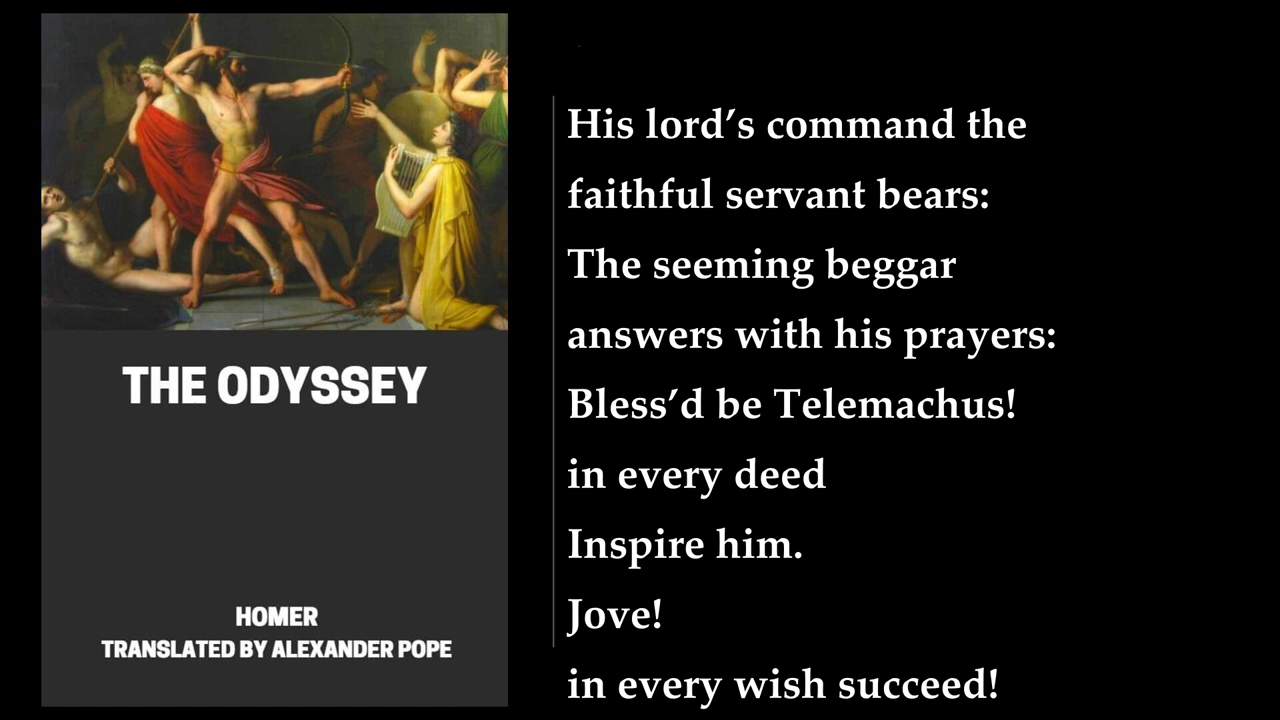 THE ODYSSEY
HOMER
TRANSLATED BY ALEXANDER POPE
His lord’s command the
faithful servant bears:
The seeming beggar
answers with his prayers:
Bless’d be Telemachus!
in every deed
Inspire him.
Jove!
in every wish succeed!